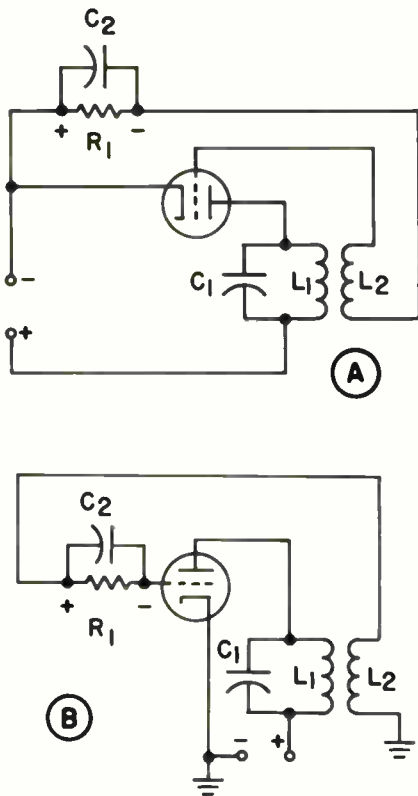 C2
+ -
R1
-
+
C1 L1 L2
A
C2
+ -
R1
C1 L1 L2
B
- +